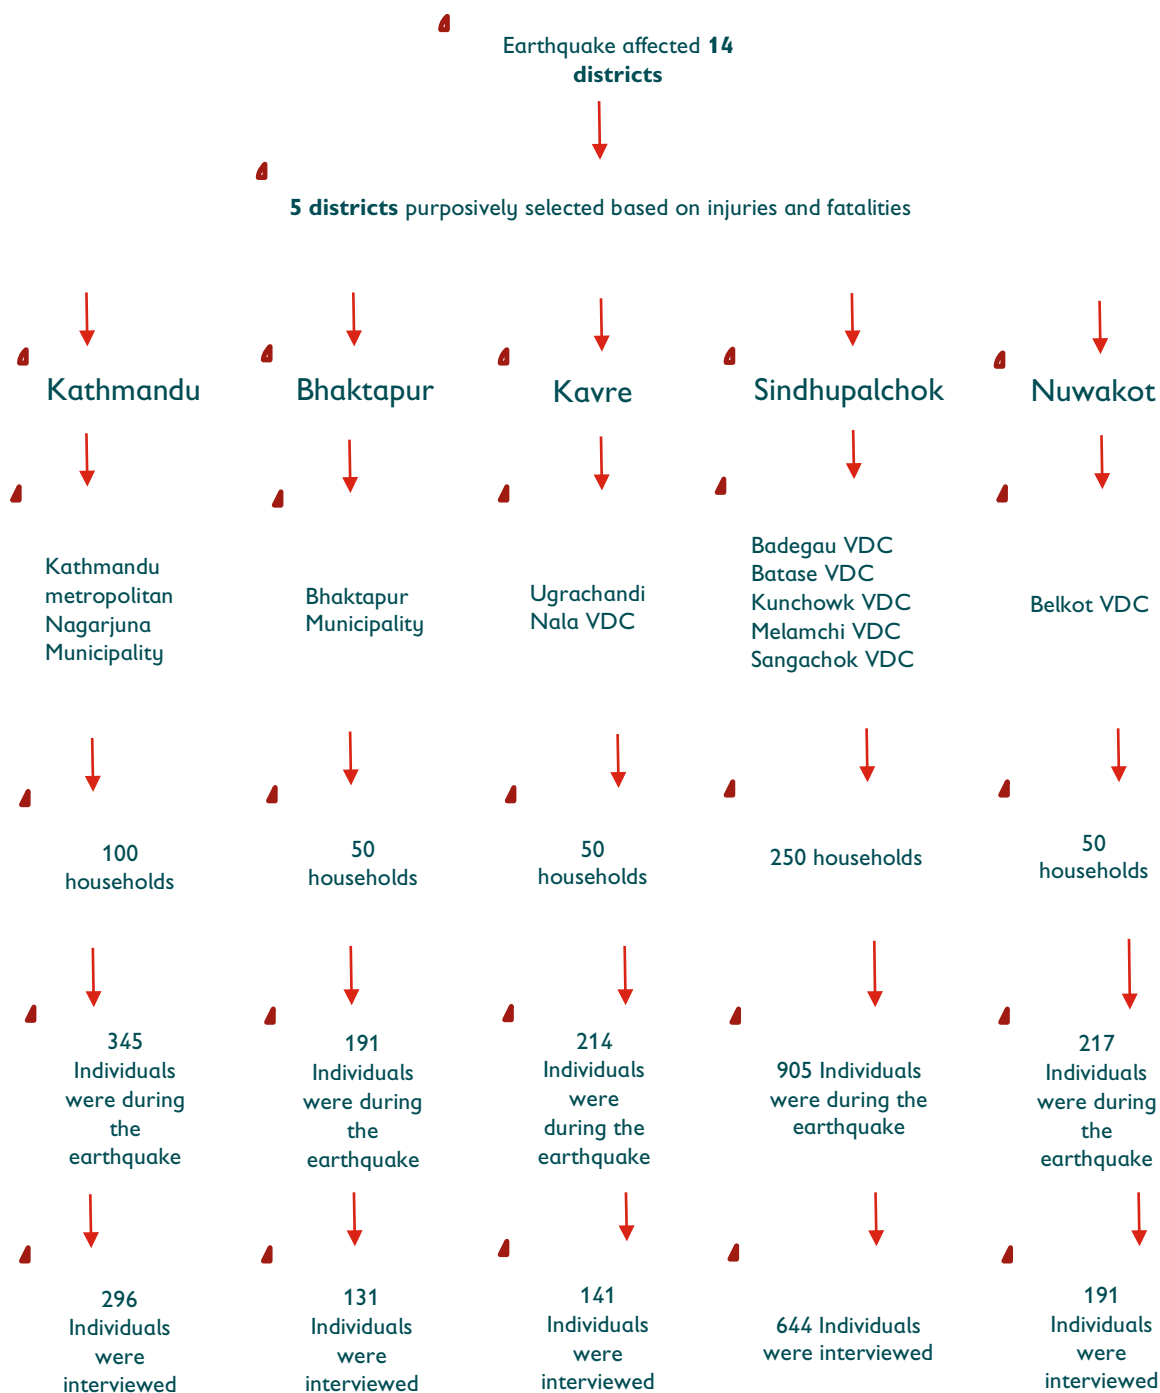 Earthquake affected 14
districts
5 districts purposively selected based on injuries and fatalities
Kathmandu
Bhaktapur
Kavre
Sindhupalchok
Nuwakot
Kathmandu
metropolitan
Nagarjuna
Municipality
Bhaktapur
Municipality
Ugrachandi
Nala VDC
Badegau VDC
Batase VDC
Kunchowk VDC
Melamchi VDC
Sangachok VDC
Belkot VDC
100
households
50
households
50
households
250 households
50
households
345
Individuals
were during
the
earthquake
191
Individuals
were during
the
earthquake
214
Individuals
were
during the
earthquake
905 Individuals
were during the
earthquake
217
Individuals
were during
the
earthquake
296
Individuals
were
interviewed
131
Individuals
were
interviewed
141
Individuals
were
interviewed
644 Individuals
were interviewed
191
Individuals
were
interviewed